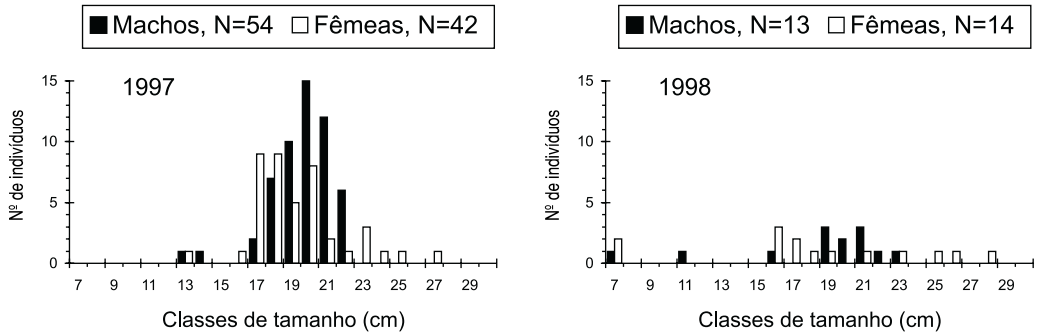 Machos, N=54 Fêmeas, N=42
1997
Nº de indivíduos
15
10
5
0
7 9 11 13 15 17 19 21 23 25 27 29
Classes de tamanho (cm)
Machos, N=13 Fêmeas, N=14
1998
Nº de indivíduos
15
10
5
0
7 9 11 13 15 17 19 21 23 25 27 29
Classes de tamanho (cm)